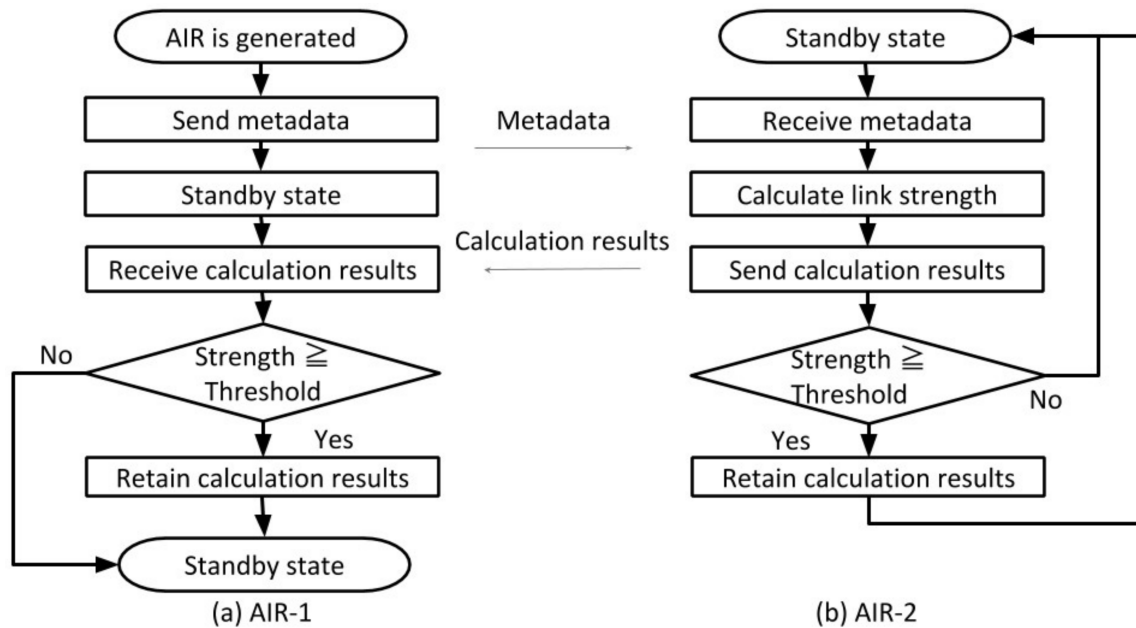 AIR is generated
Send metadata
Standby state
Receive calculation results
Strength ≧
Threshold
No
Yes
Retain calculation results
Standby state
(a) AIR-1
Metadata
Calculation results
Standby state
Receive metadata
Calculate link strength
Send calculation results
Strength ≧
Threshold
No
Yes
Retain calculation results
(b) AIR-2